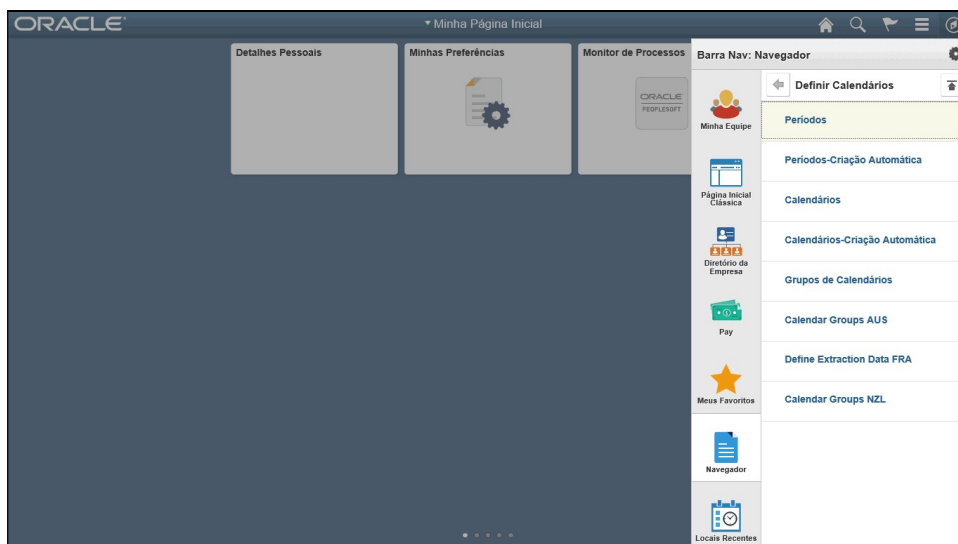 ORACLE
Minha Página Inicial
Detalhes Pessoais
Minhas Preferências
Monitor de Processos
ORACLE
PEOPLESOFT
Barra Nav: Navegador
Minha Equipe
Página Inicial
Clássica
Diretório da
Empresa
Pay
Meus Favoritos
Navegador
Locais Recentes
Definir Calendários
Períodos
Períodos-Criação Automática
Calendários
Calendários-Criação Automática
Grupos de Calendários
Calendar Groups AUS
Define Extraction Data FRA
Calendar Groups NZL